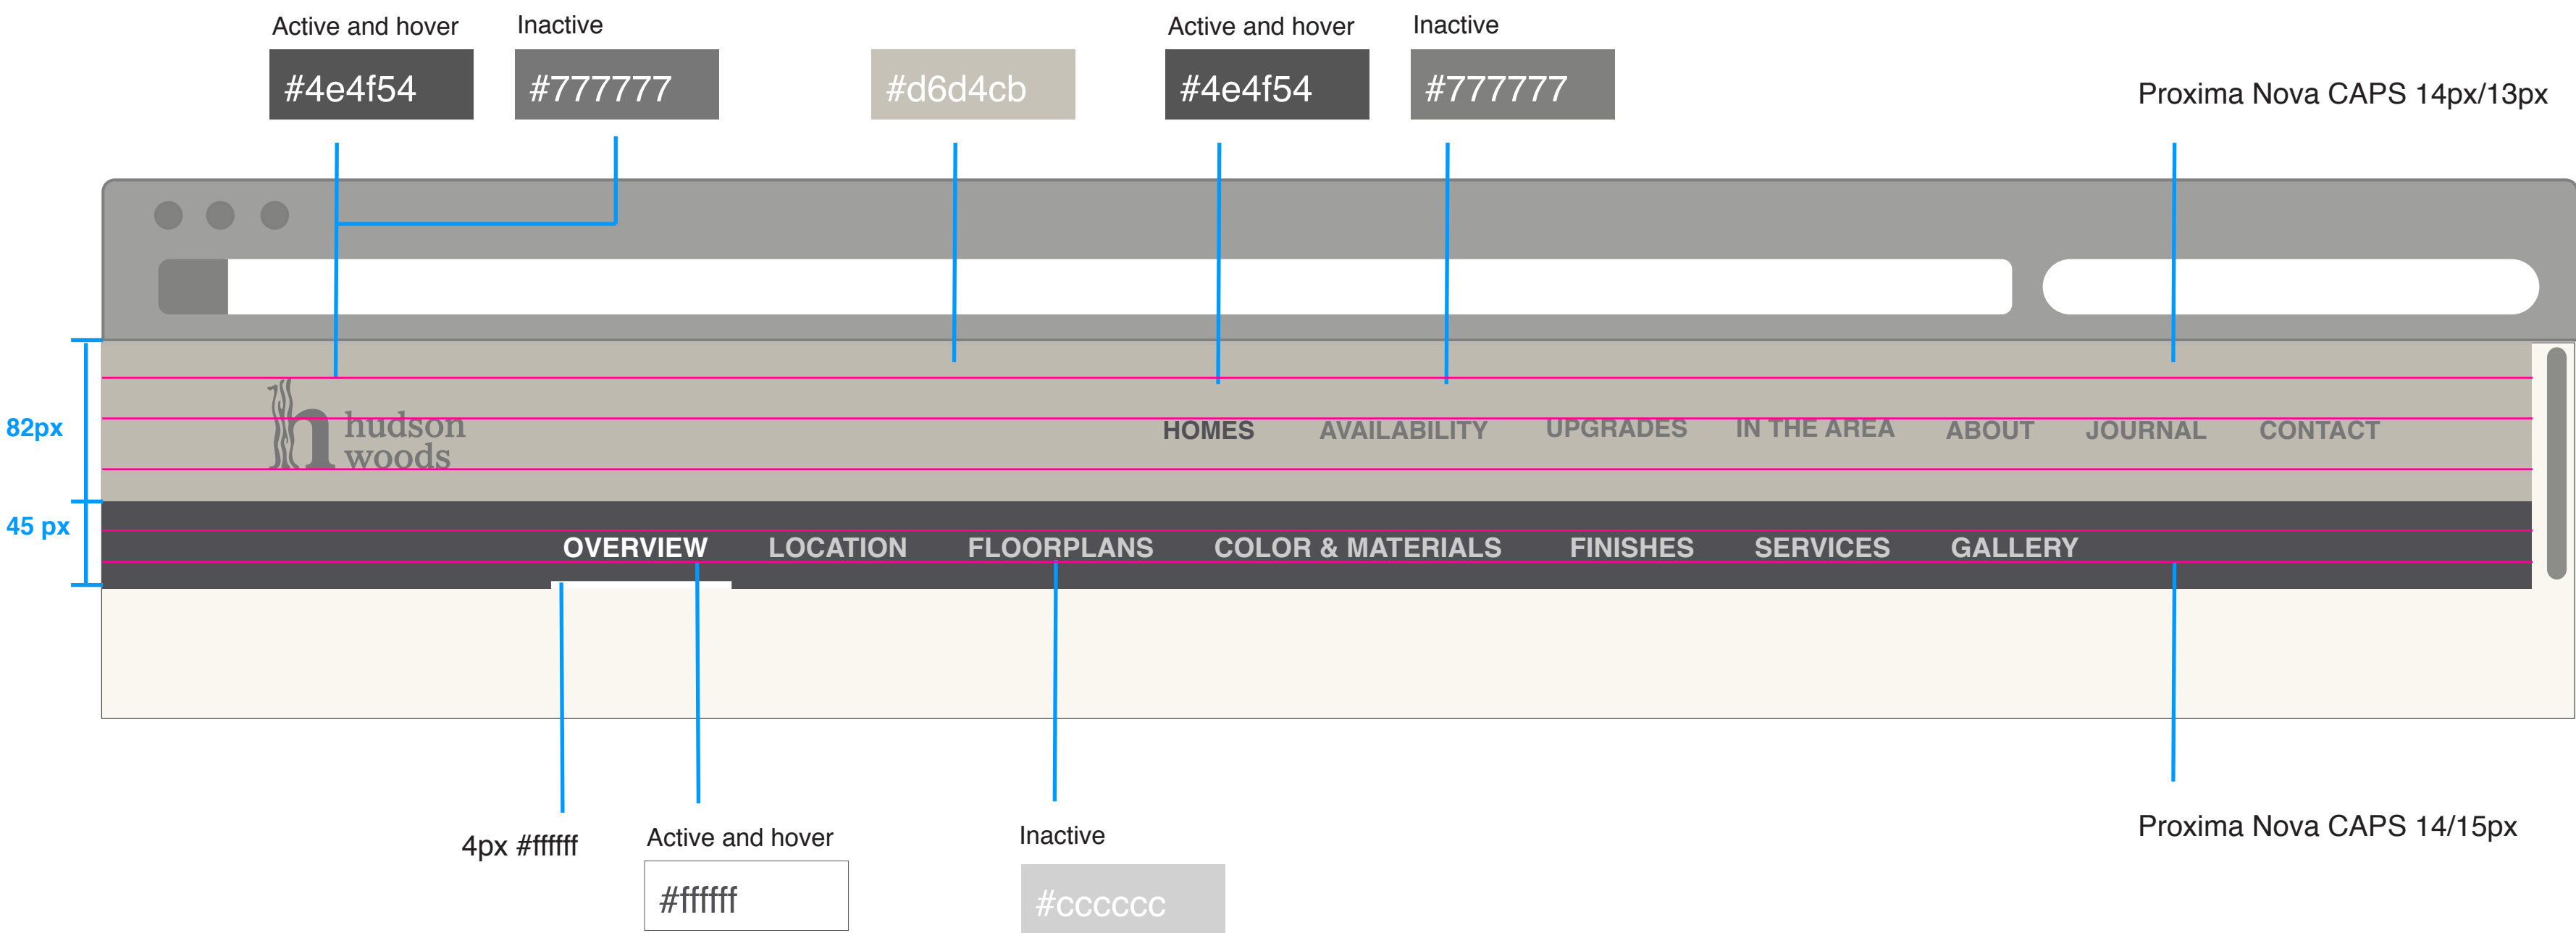 Active and hover
Inactive
Active and hover
Inactive
#4e4f54
#777777
#d6d4cb
#4e4f54
#777777
Proxima Nova CAPS 14px/13px
82px
hudson
woods
HOMES AVAILABILITY UPGRADES IN THE AREA ABOUT JOURNAL CONTACT
45 px
OVERVIEW LOCATION FLOORPLANS COLOR & MATERIALS FINISHES SERVICES GALLERY
4px #ffffff
Active and hover
#ffffff
Inactive
#cccccc
Proxima Nova CAPS 14/15px